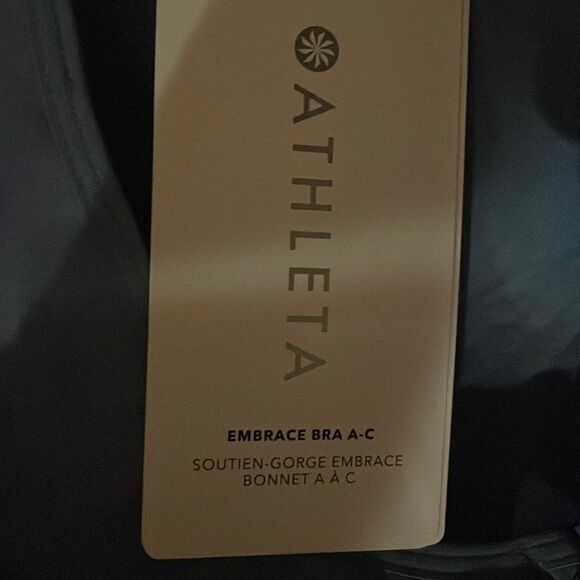 ATHLETA
EMBRACE BRA A-C
SOUTIEN-GORGE EMBRACE
BONNET A À C